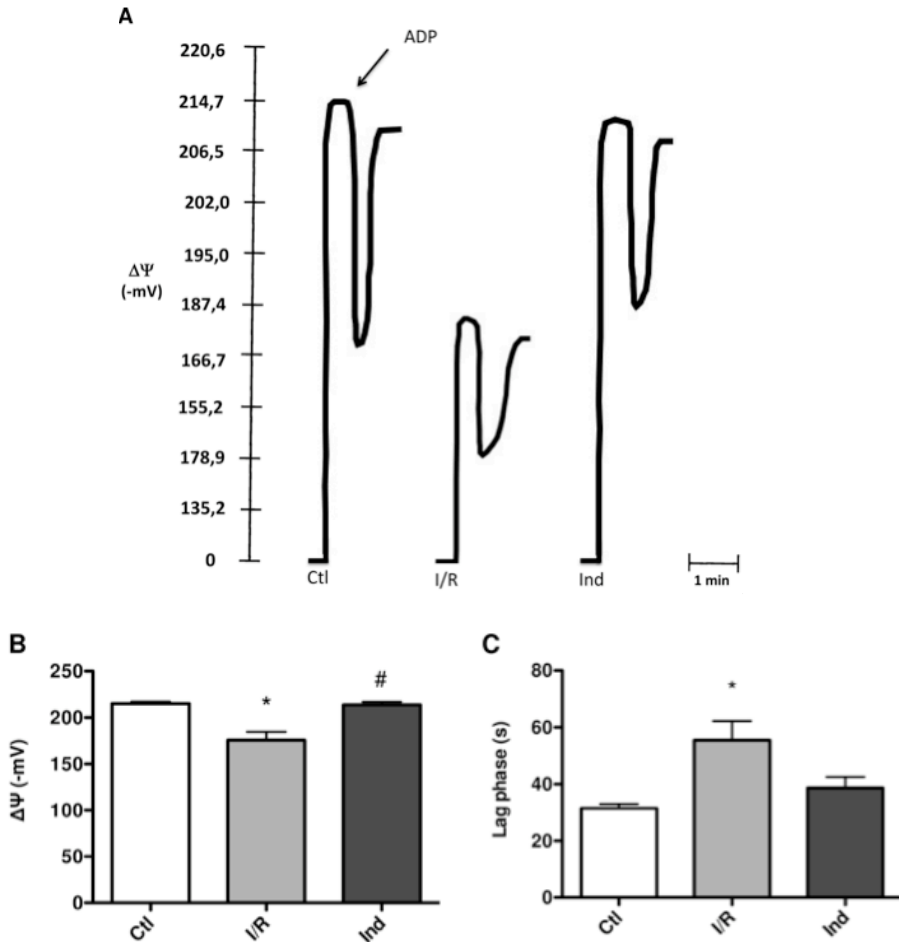 A
ADP
220,6
214,7
206,5
202,0
195,0
ΔΨ
(-mV)
187,4
166,7
155,2
178,9
135,2
0
Ctl
I/R
Ind
1 min
B
250
200
150
100
50
0
ΔΨ (-mV)
*
#
Ctl
I/R
Ind
C
80
60
40
20
0
Lag phase (s)
*
Ctl
I/R
Ind